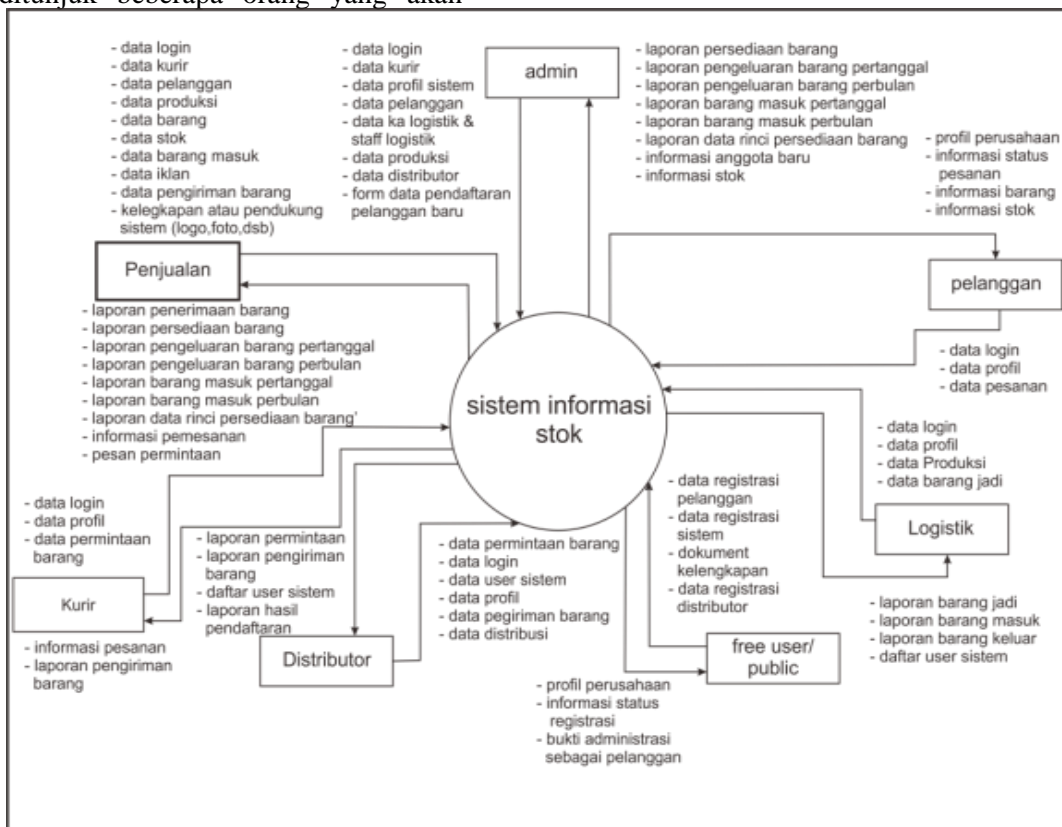 ditunjuk beberapa orang yang akan
- data login
- data kurir
- data pelanggan
- data produksi
- data barang
- data stok
- data barang masuk
- data iklan
- data pengiriman barang
- kelegkapan atau pendukung
sistem (logo,foto,dsb)
- data login
- data kurir
- data profil sistem
- data pelanggan
- data ka logistik &
staff logistik
- data produksi
- data distributor
- form data pendaftaran
pelanggan baru
admin
- laporan persediaan barang
- laporan pengeluran barang pertanggal
- laporan pengeluran barang perbulan
- laporan barang masuk pertanggal
- laporan barang masuk perbulan
- laporan data rinci persediaan barang
- informasi anggota baru
- informasi stok
- profil perusahaan
- informasi status
pesanan
- informasi barang
- informasi stok
Penjualan
pelanggan
- laporan penerimaan barang
- laporan persediaan barang
- laporan pengeluran barang pertanggal
- laporan pengeluran barang perbulan
- laporan barang masuk pertanggal
- laporan barang masuk perbulan
- laporan data rinci persediaan barang'
- informasi pemesanan
- pesan permintaan
sistem informasi
stok
- data login
- data profil
- data pesanan
- data login
- data profil
- data Produksi
- data barang jadi
Logistik
- data login
- data profil
- data permintaan
barang
Kurir
- informasi pesanan
- laporan pengiriman
barang
- laporan permintaan
- laporan pengiriman
barang
- daftar user sistem
- laporan hasil
pendaftaran
Distributor
- data permintaan barang
- data login
- data user sistem
- data profil
- data pegiriman barang
- data distribusi
- data registrasi
pelanggan
- data registrasi
sistem
- dokument
kelengkapan
- data registrasi
distributor
free user/
public
- laporan barang jadi
- laporan barang masuk
- laporan barang keluar
- daftar user sistem
- profil perusahaan
- informasi status
registrasi
- bukti administrasi
sebagai pelanggan